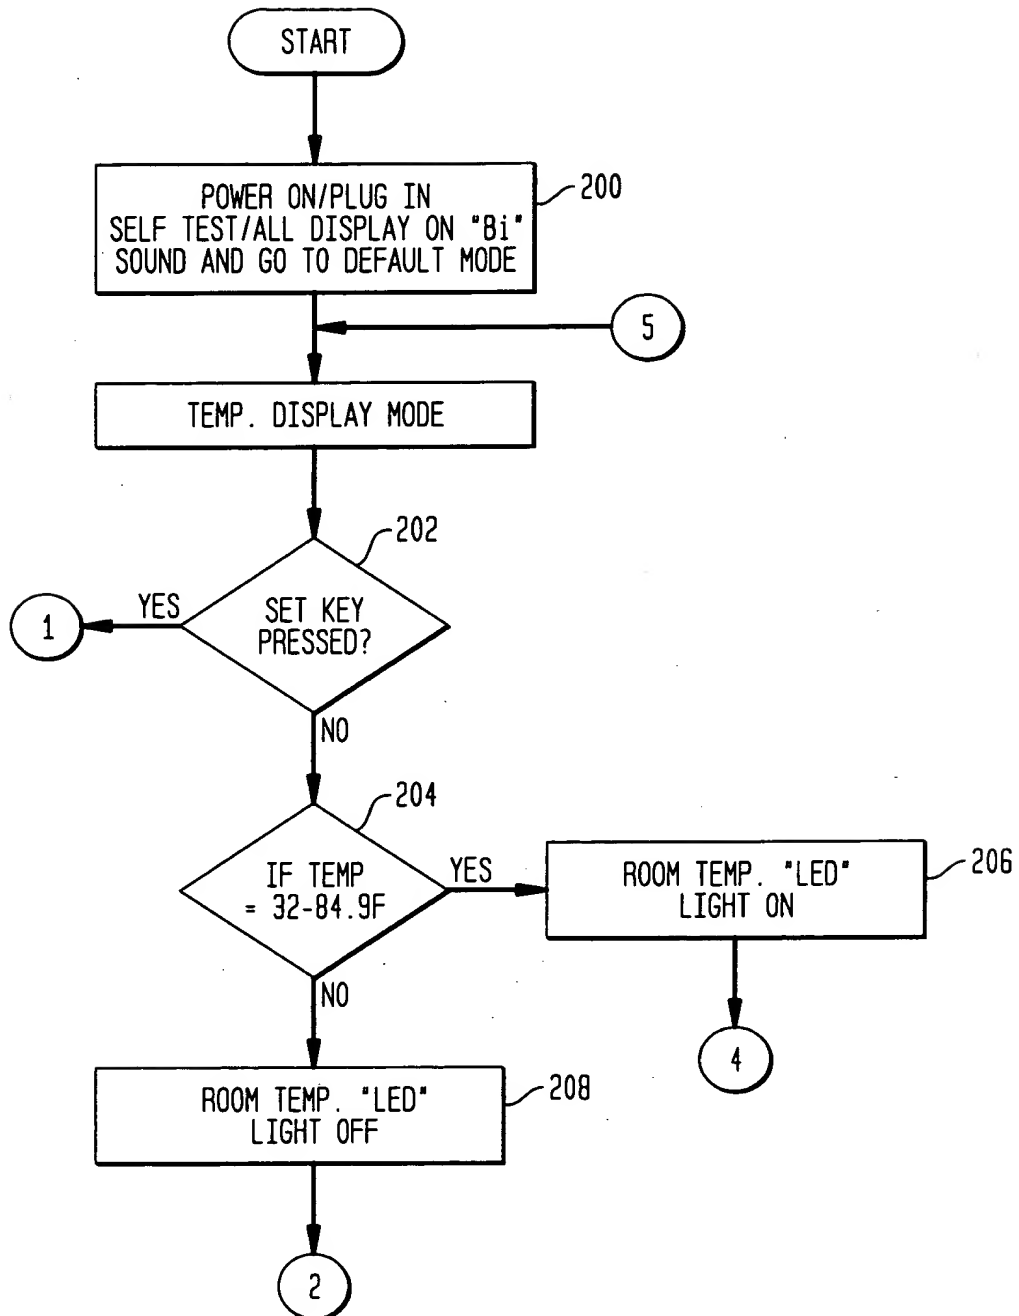 START
POWER ON/PLUG IN
SELF TEST/ALL DISPLAY ON "Bi"
SOUND AND GO TO DEFAULT MODE
200
5
TEMP. DISPLAY MODE
202
SET KEY
PRESSED?
YES
1
NO
204
IF TEMP
= 32-84.9F
YES
ROOM TEMP. "LED"
LIGHT ON
206
NO
4
ROOM TEMP. "LED"
LIGHT OFF
208
2